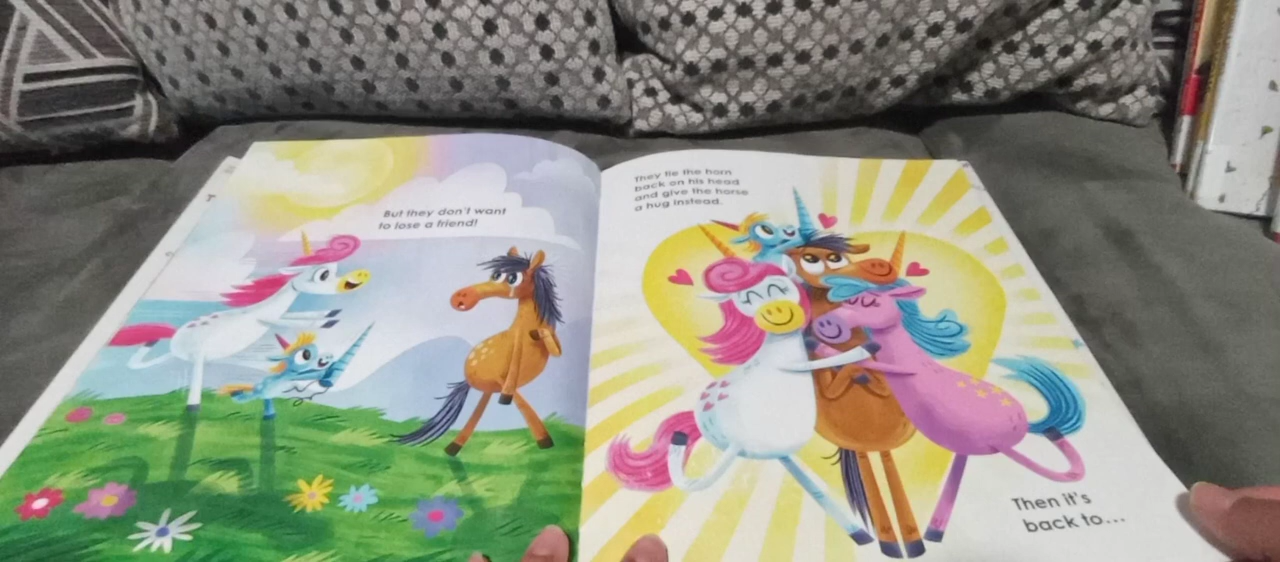 But they don't want
to lose a friend!
They tie the horn
back on his head
and give the horse
a hug instead.
Then it's
back to...